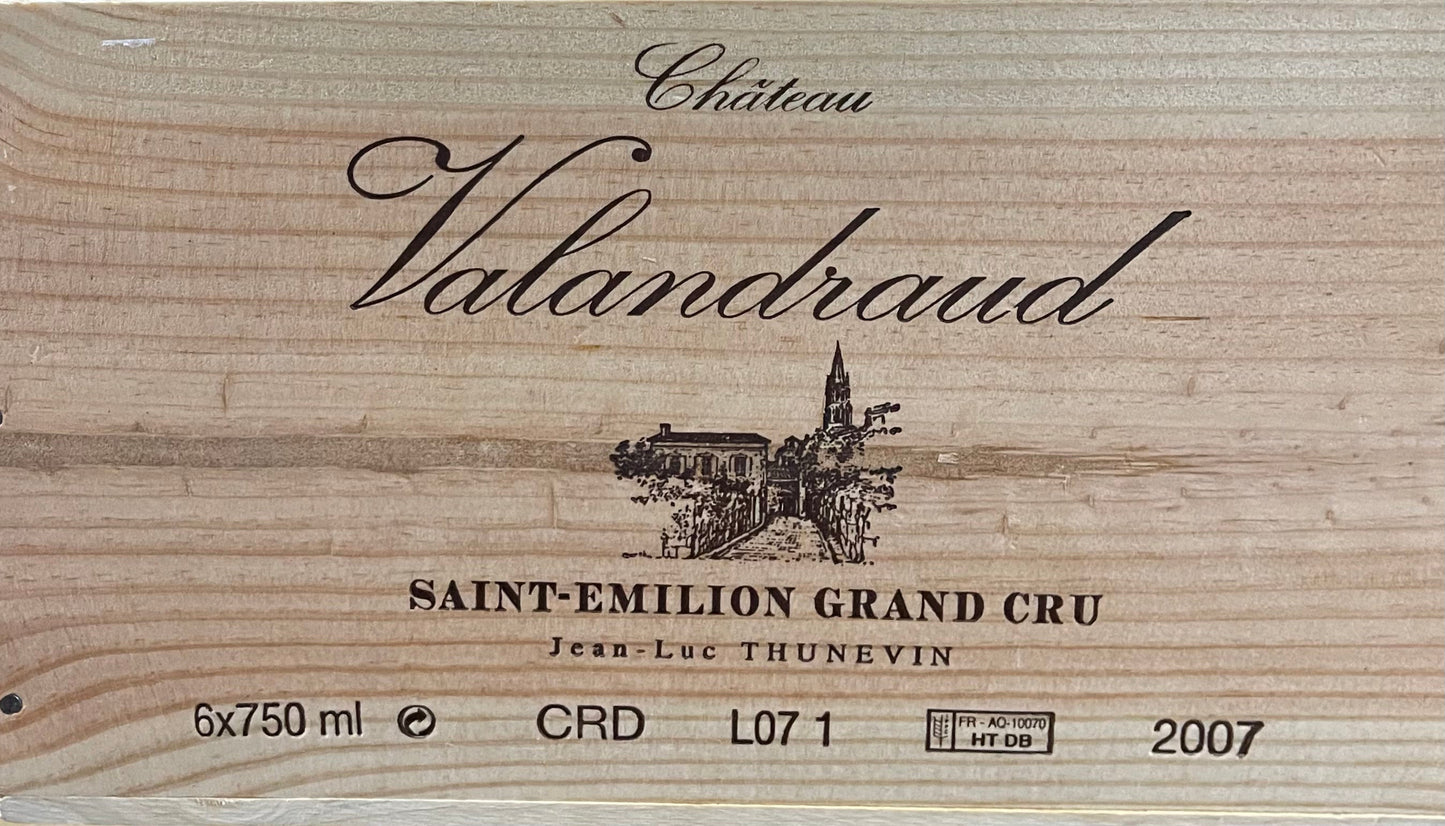 Château
Valandraud
SAINT-EMILION GRAND CRU
Jean-Luc THUNEVIN
6x750 ml CRD L07 1 FR - AQ-10070 2007
HT DB